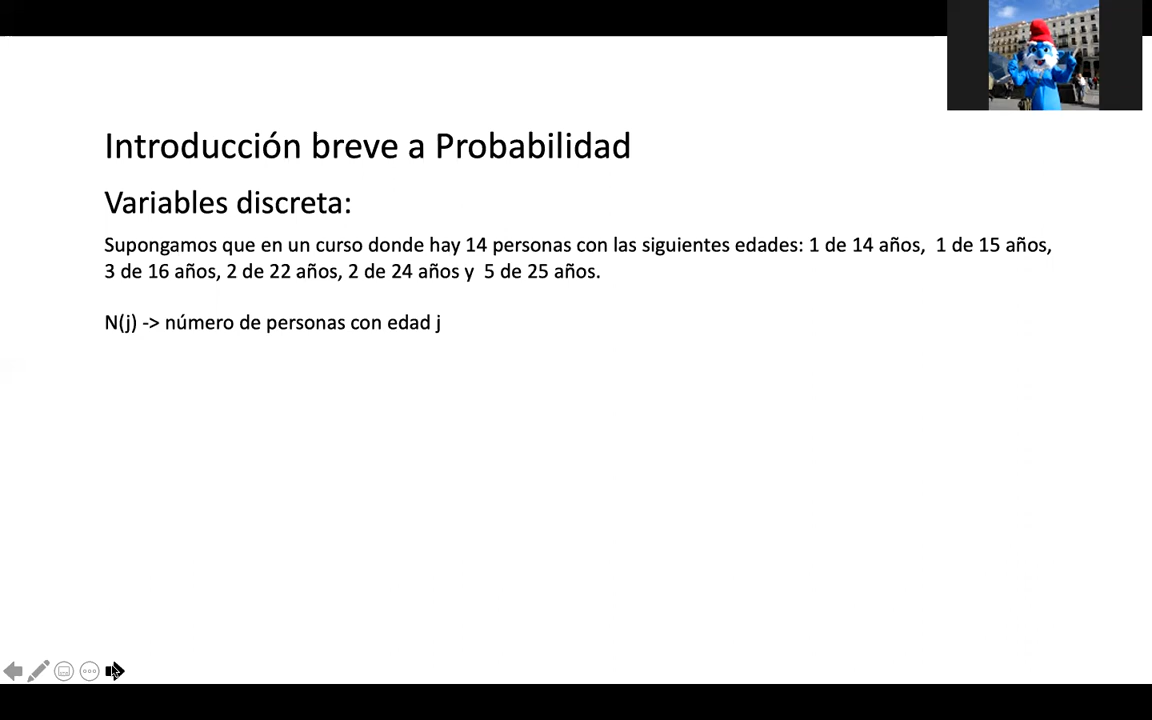 Introducción breve a Probabilidad
Variables discreta:
Supongamos que en un curso donde hay 14 personas con las siguientes edades: 1 de 14 años,  1 de 15 años,
3 de 16 años, 2 de 22 años, 2 de 24 años y  5 de 25 años.
N(j) -> número de personas con edad j